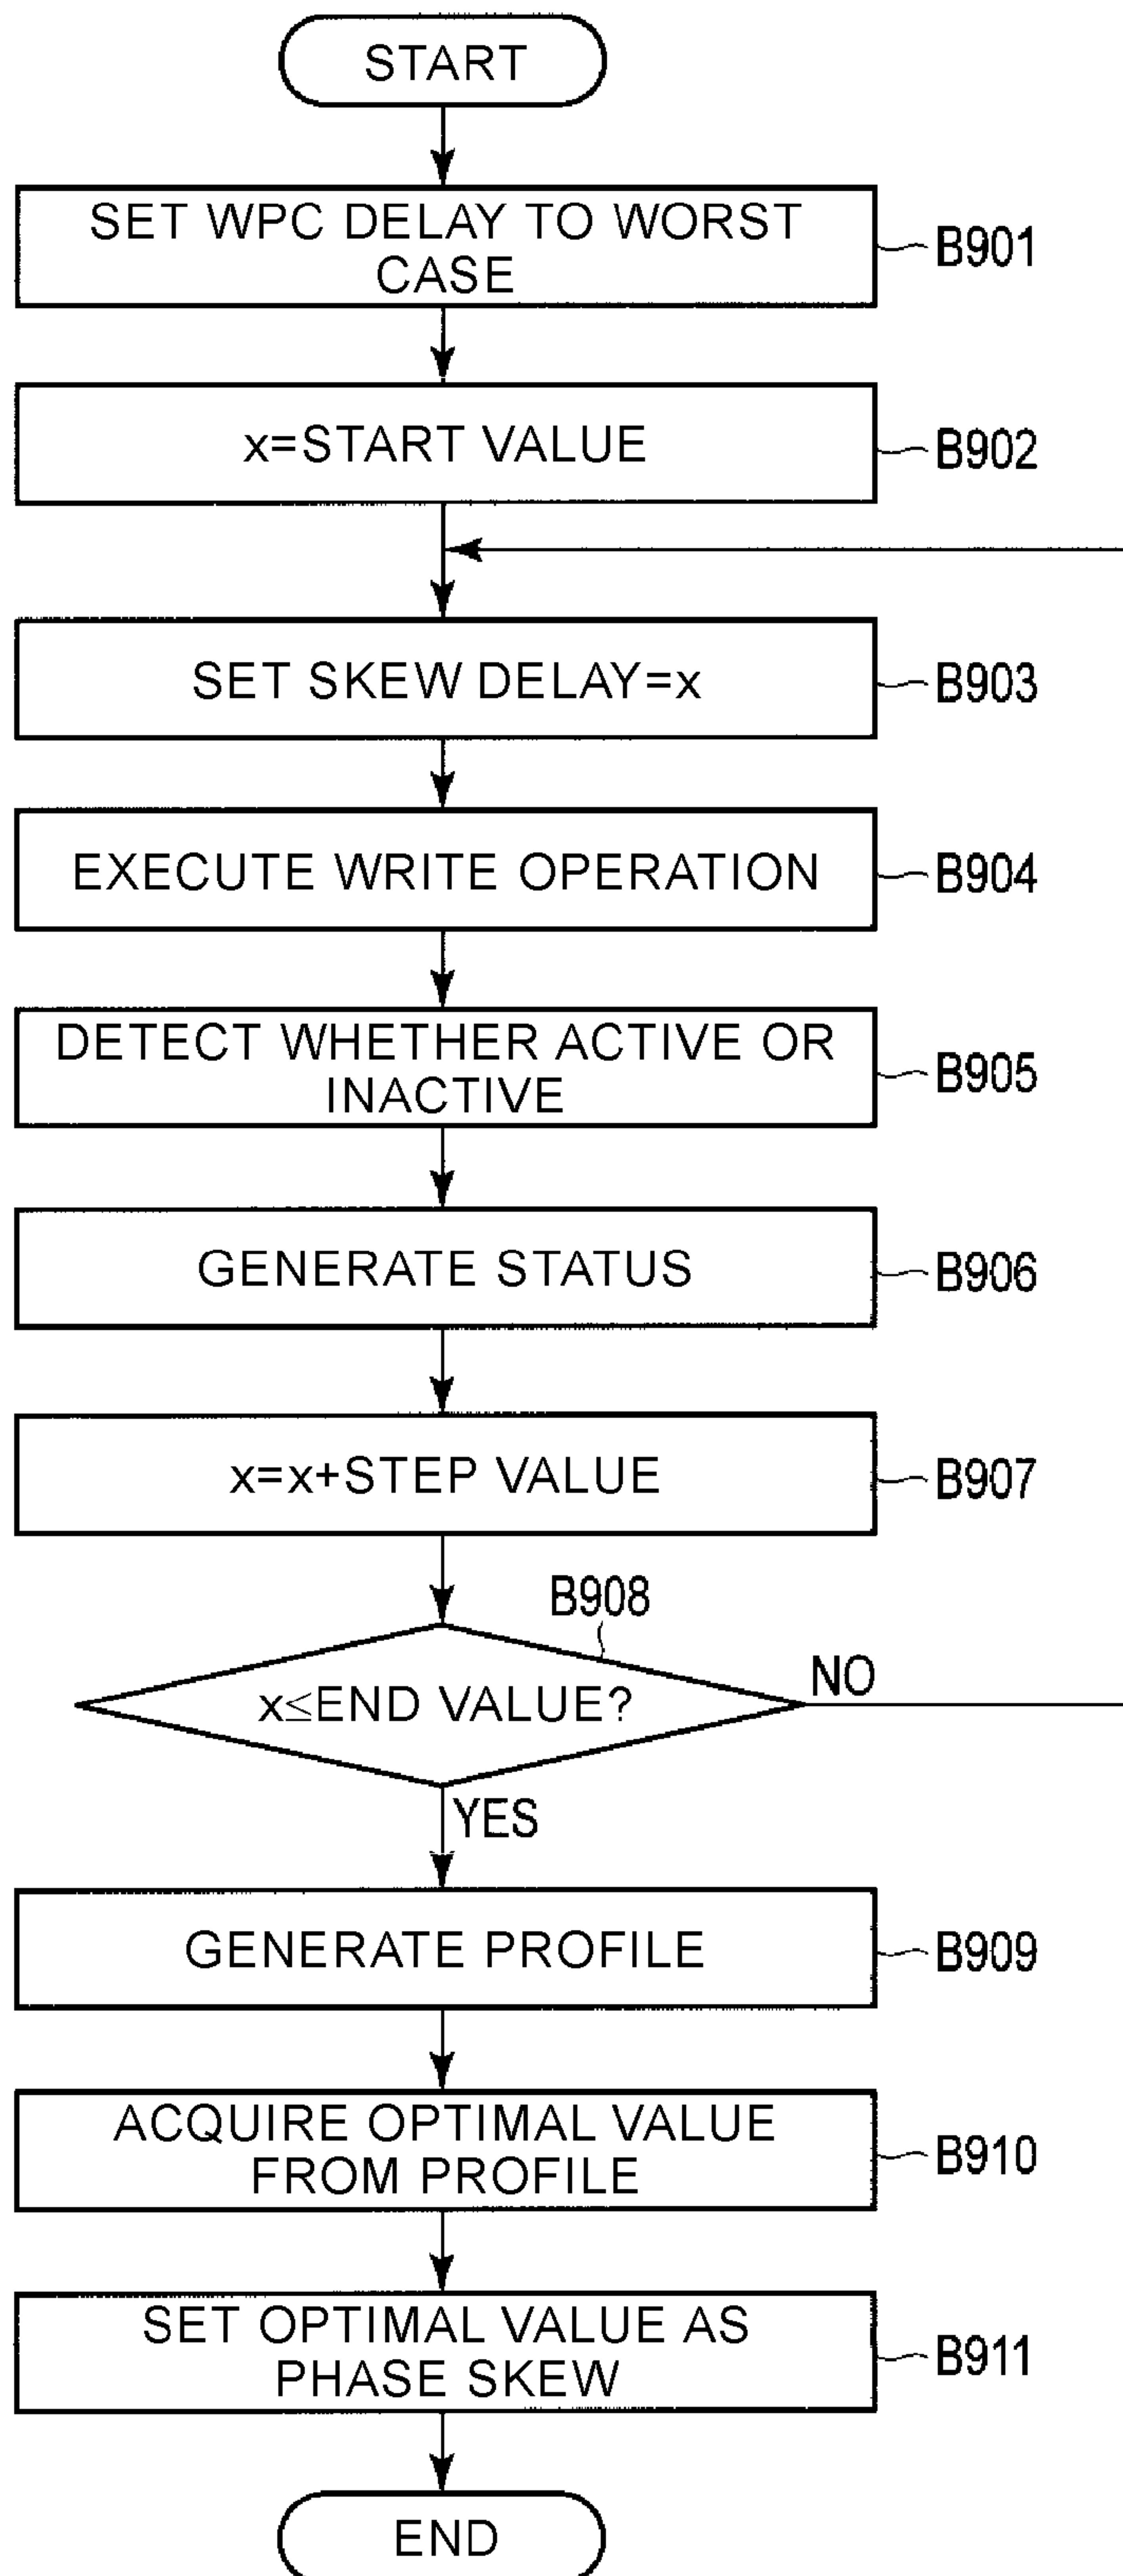 START
SET WPC DELAY TO WORST
CASE
B901
x=START VALUE
B902
SET SKEW DELAY=x
B903
EXECUTE WRITE OPERATION
B904
DETECT WHETHER ACTIVE OR
INACTIVE
B905
GENERATE STATUS
B906
x=x+STEP VALUE
B907
B908
x≤END VALUE?
NO
YES
GENERATE PROFILE
B909
ACQUIRE OPTIMAL VALUE
FROM PROFILE
B910
SET OPTIMAL VALUE AS
PHASE SKEW
B911
END